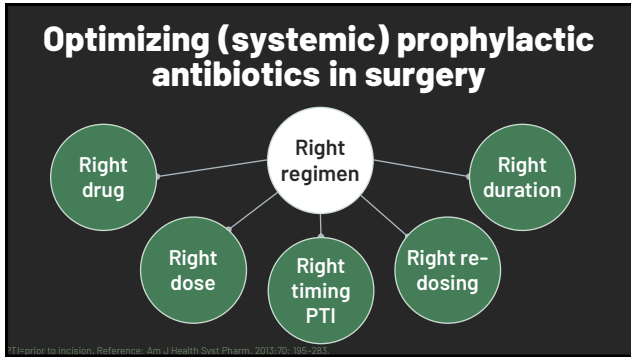 Optimizing (systemic) prophylactic
antibiotics in surgery
Right
regimen
Right
drug
Right
duration
Right
dose
Right
timing
PTI
Right re-
dosing
PTI=prior to incision. Reference: Am J Health Syst Pharm. 2013;70: 195-283.